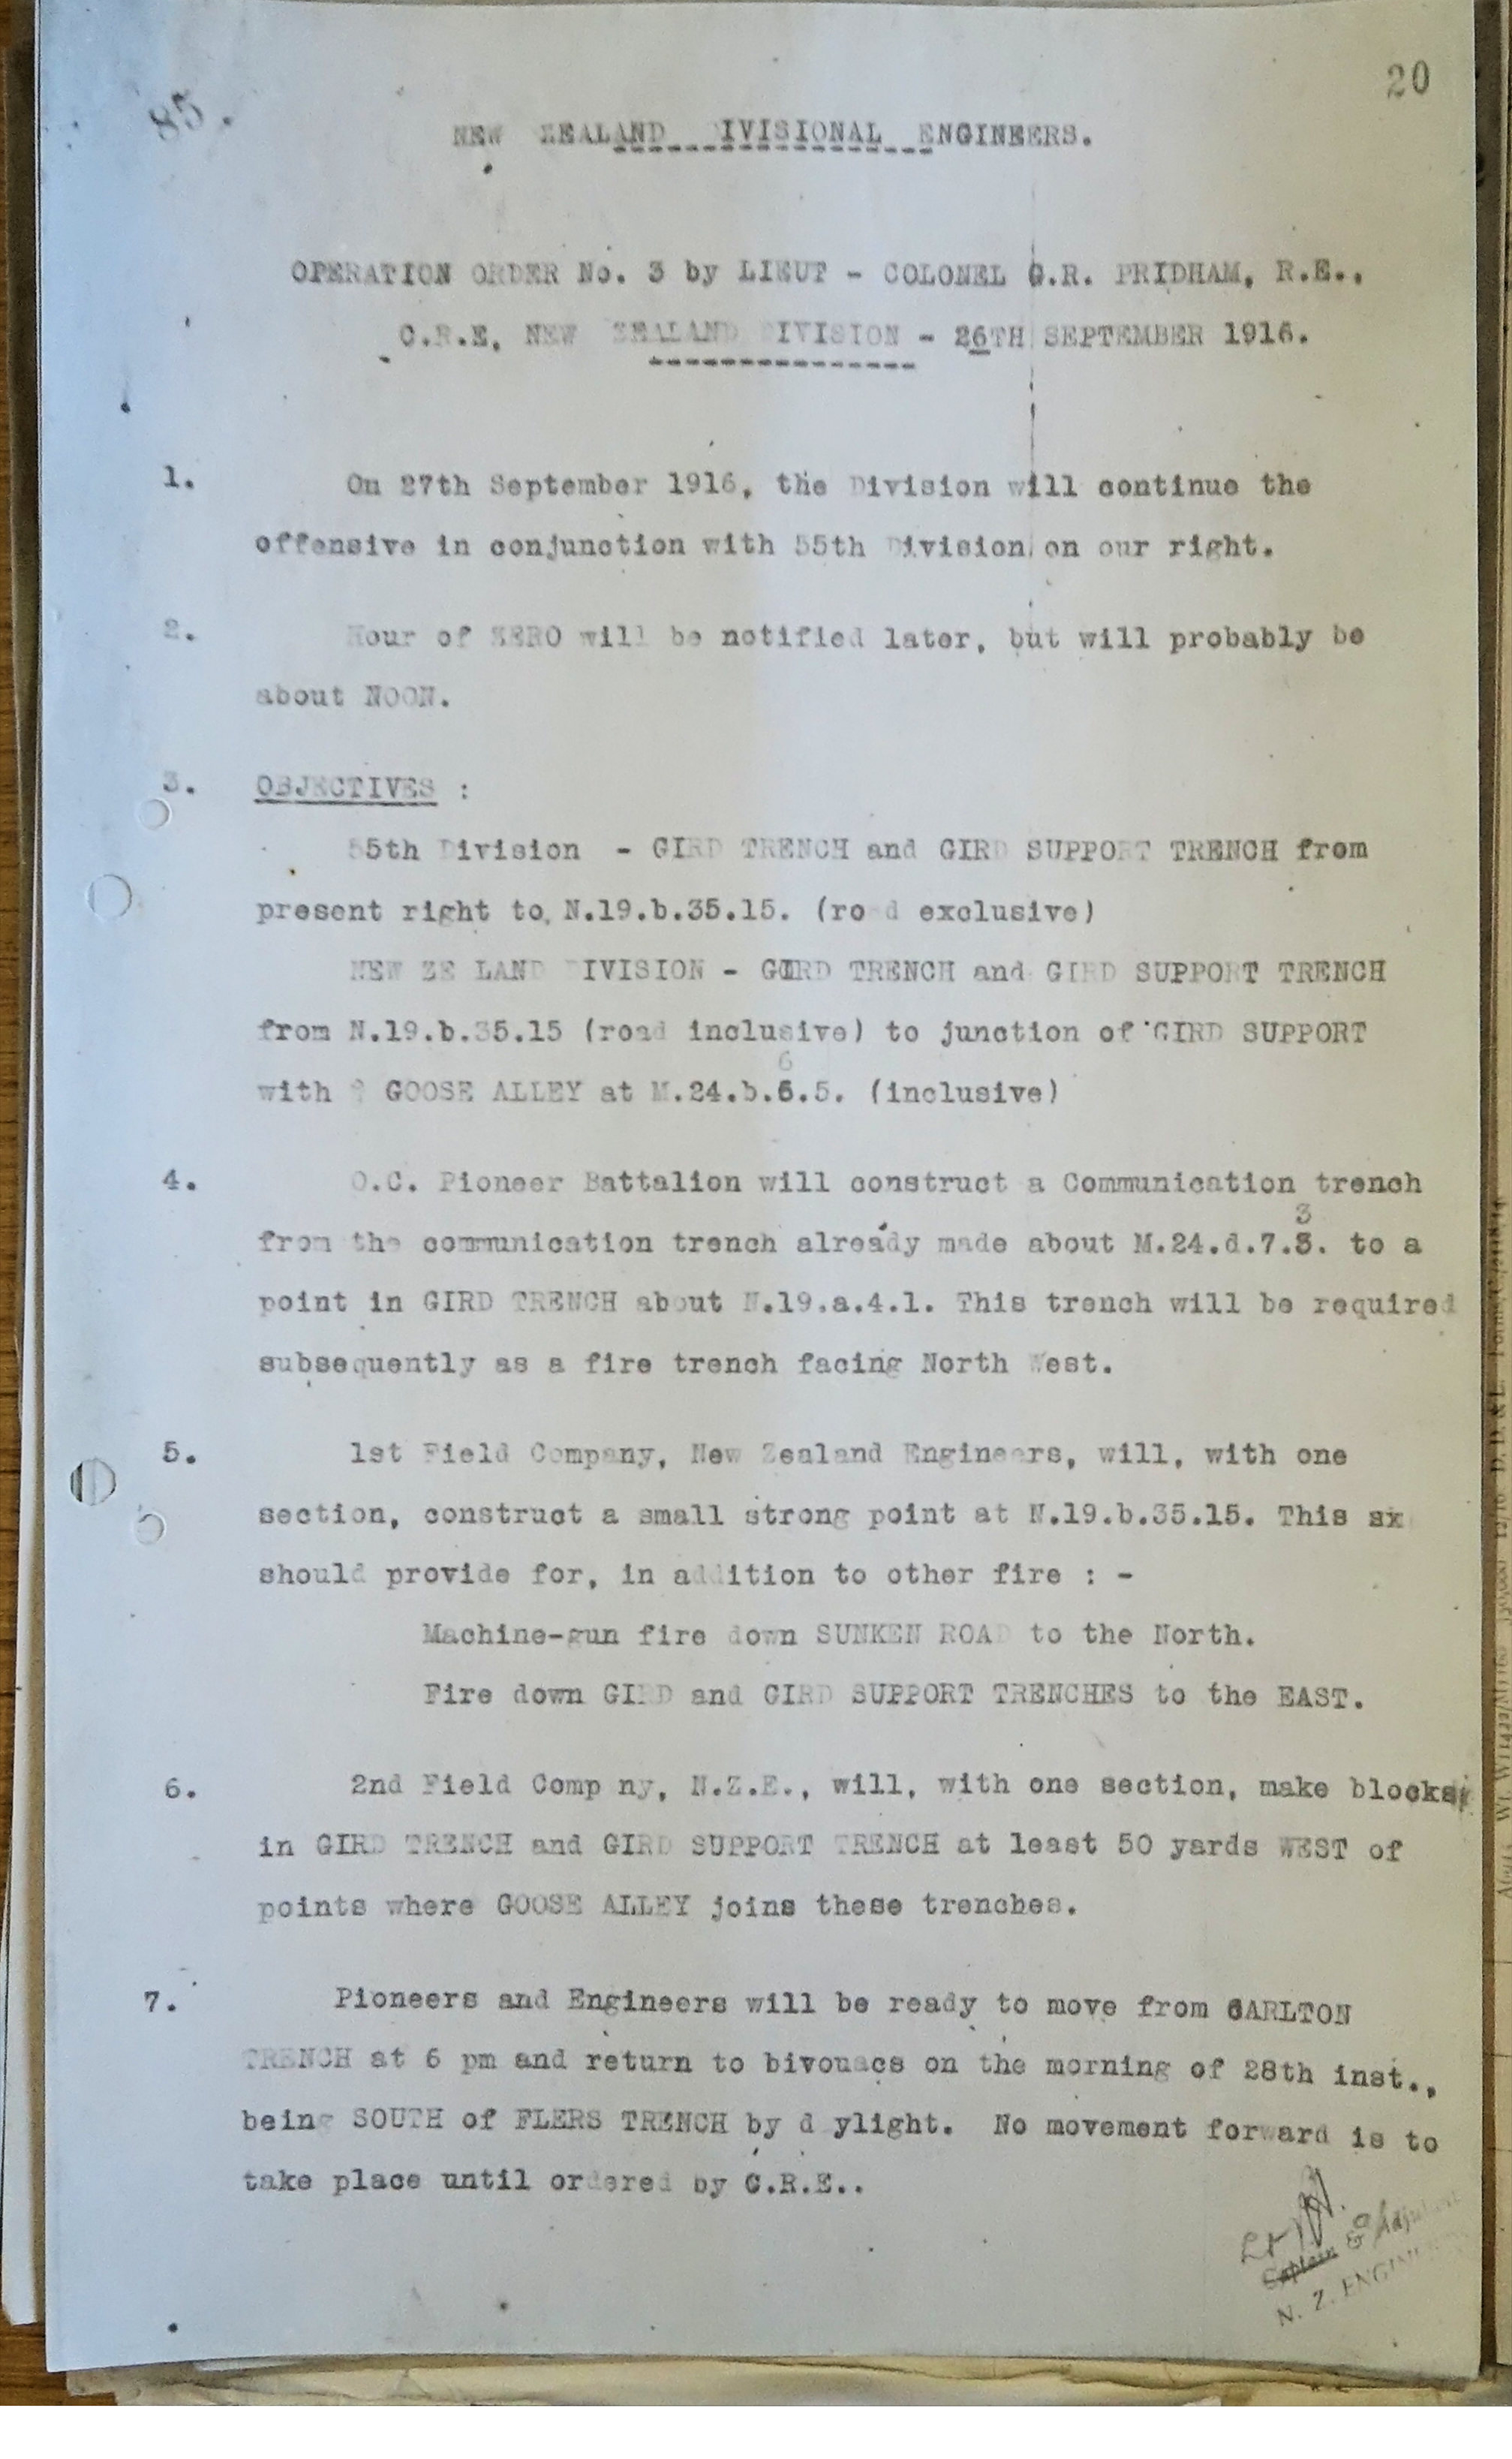 20
85.
NEW ZEALAND DIVISIONAL ENGINEERS.
OPERATION ORDER No. 3 by LIEUT - COLONEL G.R. PRIDHAM, R.E.,
C.R.E, NEW ZEALAND DIVISION - 26TH SEPTEMBER 1916.
1. On 27th September 1916, the Division will continue the
offensive in conjunction with 55th Division on our right.
2. Hour of ZERO will be notified later, but will probably be
about NOON.
3. OBJECTIVES :
55th Division - GIRD TRENCH and GIRD SUPPORT TRENCH from
present right to N.19.b.35.15. (road exclusive)
NEW ZEALAND DIVISION - GIRD TRENCH and GIRD SUPPORT TRENCH
from N.19.b.35.15 (road inclusive) to junction of GIRD SUPPORT
6
with GOOSE ALLEY at M.24.b.6.5. (inclusive)
4. O.C. Pioneer Battalion will construct a Communication trench
3
from the communication trench already made about M.24.d.7.3. to a
point in GIRD TRENCH about N.19.a.4.1. This trench will be required
subsequently as a fire trench facing North West.
5. 1st Field Company, New Zealand Engineers, will, with one
section, construct a small strong point at N.19.b.35.15. This sx
should provide for, in addition to other fire : -
Machine-gun fire down SUNKEN ROAD to the North.
Fire down GIRD and GIRD SUPPORT TRENCHES to the EAST.
6. 2nd Field Company, N.Z.E., will, with one section, make blocks
in GIRD TRENCH and GIRD SUPPORT TRENCH at least 50 yards WEST of
points where GOOSE ALLEY joins these trenches.
7. Pioneers and Engineers will be ready to move from CARLTON
TRENCH at 6 pm and return to bivouacs on the morning of 28th inst.,
being SOUTH of FLERS TRENCH by daylight. No movement forward is to
take place until ordered by C.R.E..
Lt
Captain & a/Adjutant
N. Z. ENGINEERS